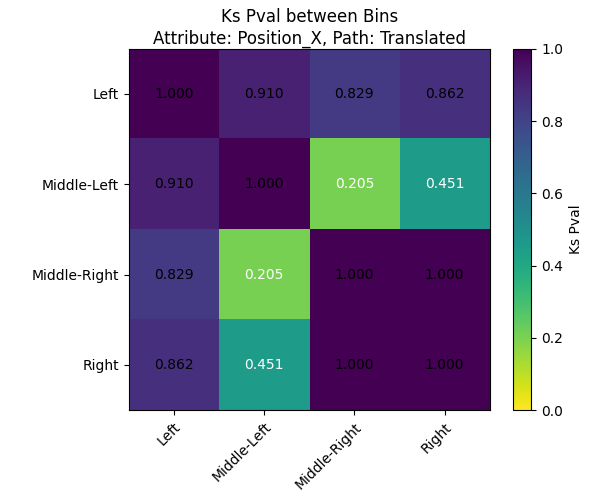 Ks Pval between Bins
Attribute: Position_X, Path: Translated
Left 1.000 0.910 0.829 0.862
Middle-Left 0.910 1.000 0.205 0.451
Middle-Right 0.829 0.205 1.000 1.000
Right 0.862 0.451 1.000 1.000
Left Middle-Left Middle-Right Right
1.0
0.8
0.6
0.4
0.2
0.0
Ks Pval